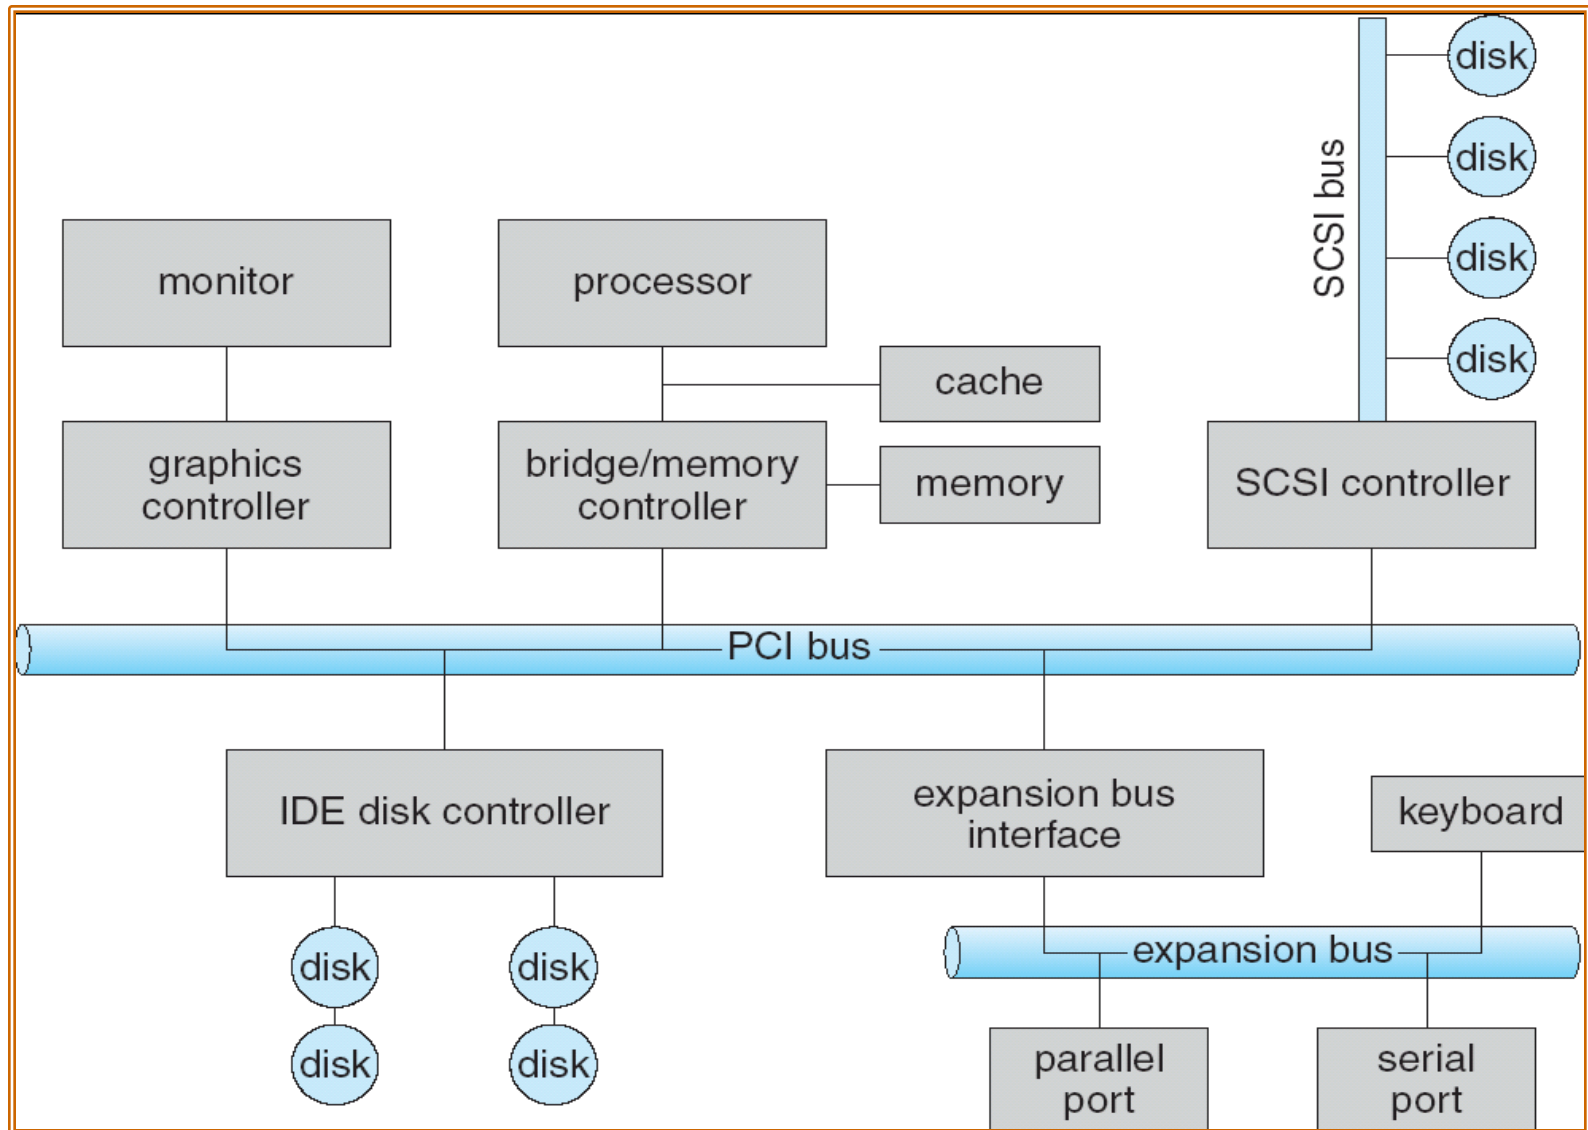 disk
disk
disk
disk
SCSI bus
monitor
processor
cache
graphics
controller
bridge/memory
controller
memory
SCSI controller
PCI bus
IDE disk controller
expansion bus
interface
keyboard
disk
disk
disk
disk
expansion bus
parallel
port
serial
port